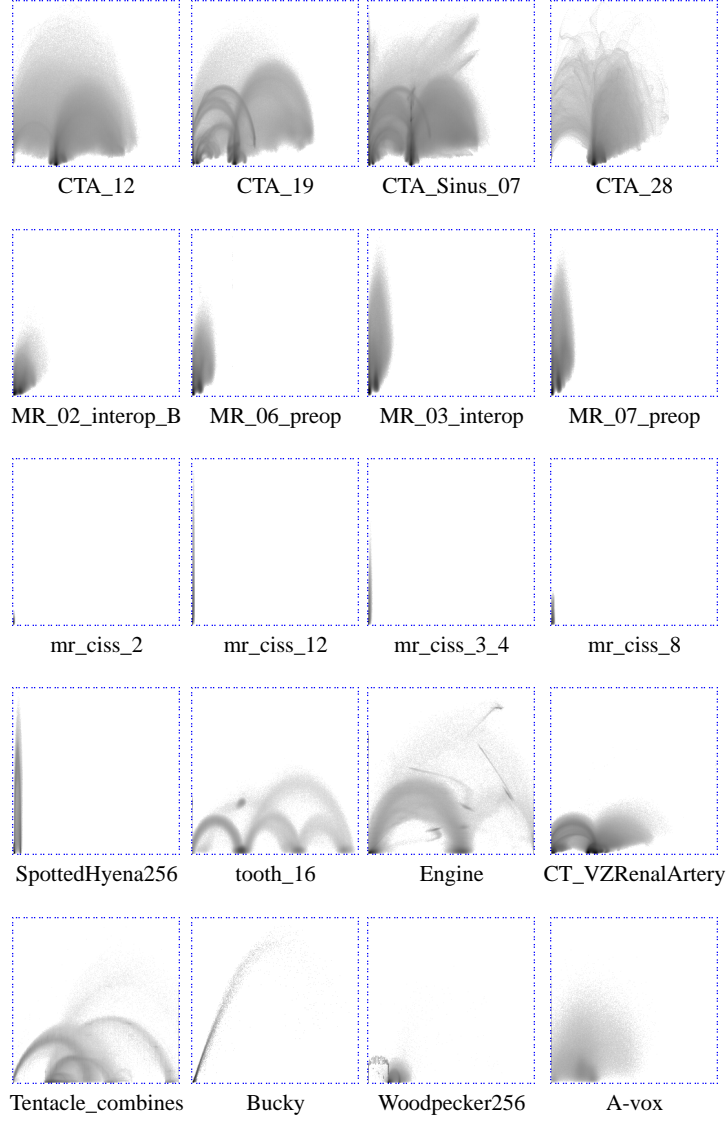 CTA_12 CTA_19 CTA_Sinus_07 CTA_28
MR_02_interop_B MR_06_preop MR_03_interop MR_07_preop
mr_ciss_2 mr_ciss_12 mr_ciss_3_4 mr_ciss_8
SpottedHyena256 tooth_16 Engine CT_VZRenalArtery
Tentacle_combines Bucky Woodpecker256 A-vox